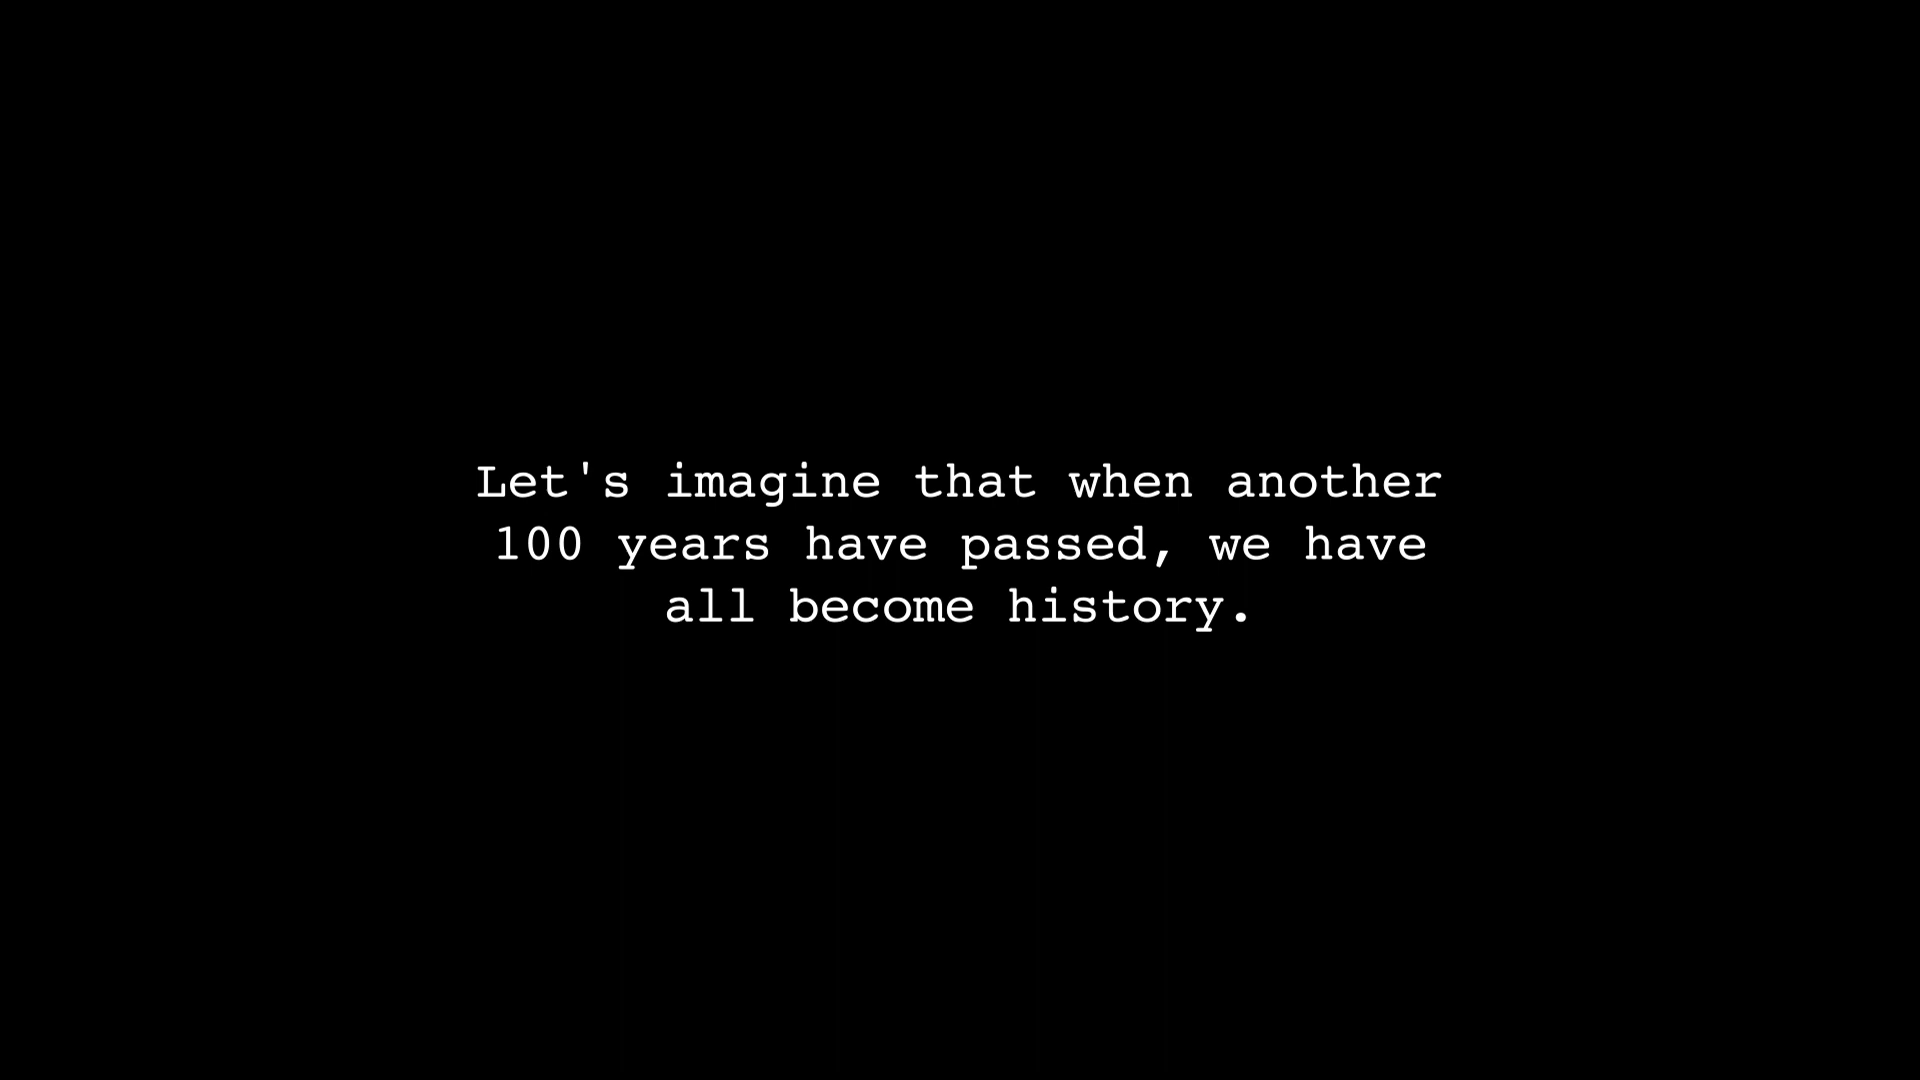 Let's imagine that when another
100 years have passed, we have
all become history.